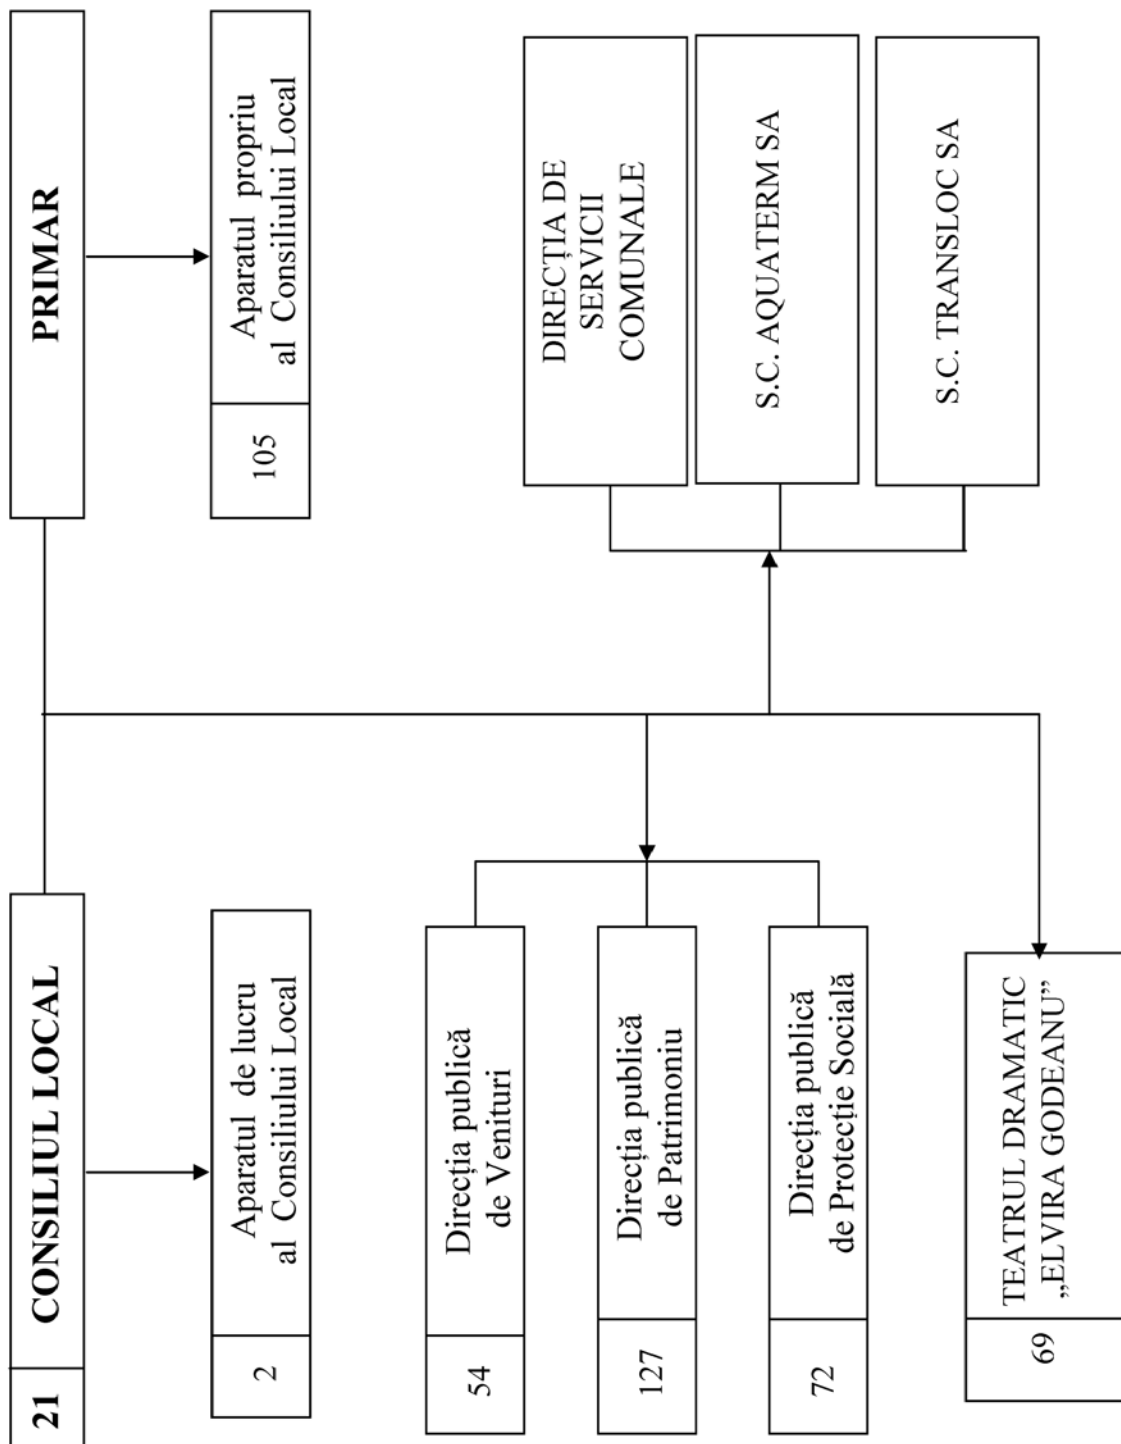 21
CONSILIUL LOCAL
PRIMAR
2
Aparatul de lucru
al Consiliului Local
105
Aparatul propriu
al Consiliului Local
54
Direcția publică
de Venituri
127
Direcția publică
de Patrimoniu
72
Direcția publică
de Protecție Socială
DIRECȚIA DE
SERVICII
COMUNALE
S.C. AQUATERM SA
S.C. TRANSLOC SA
69
TEATRUL DRAMATIC
„ELVIRA GODEANU”